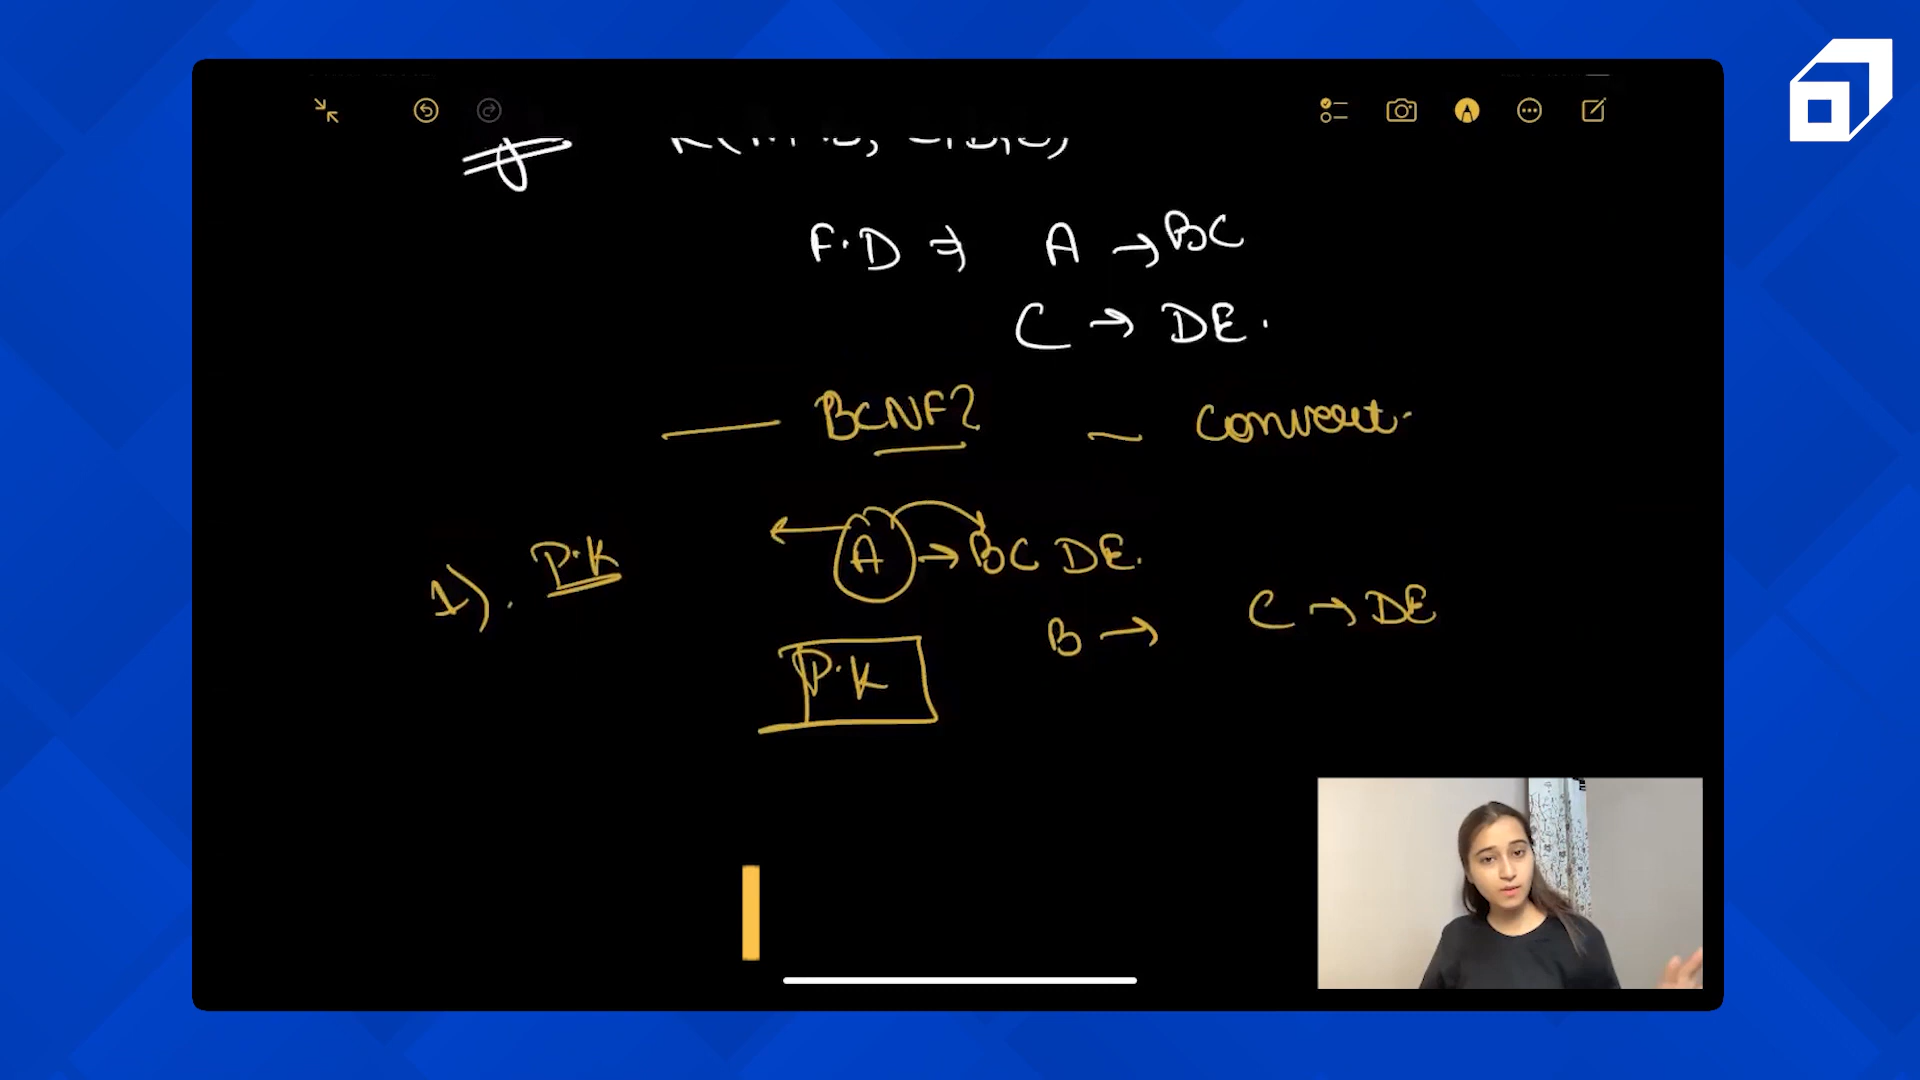 F.D ⇒ A → BC
C → DE.
— BCNF? — Convert.
1). P.K A → BC DE.
B → C → DE
P.K